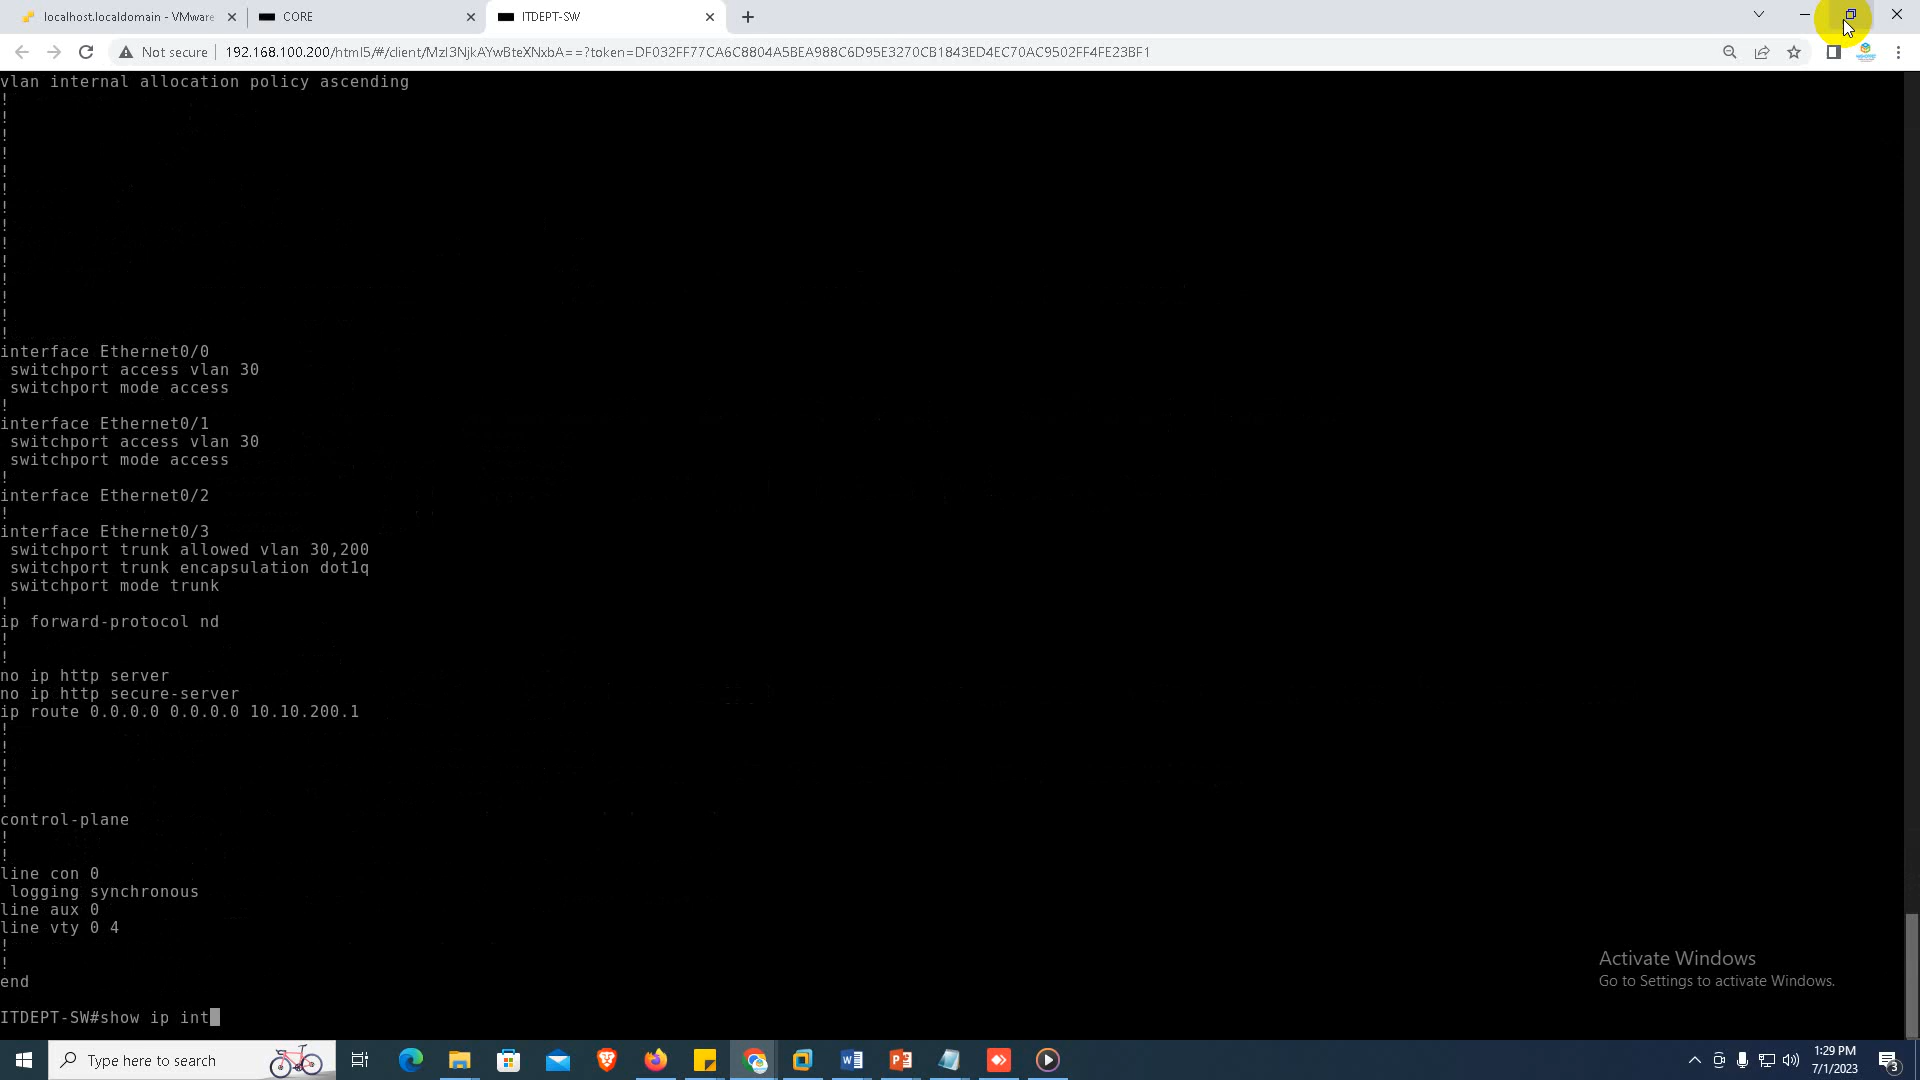 localhost.localdomain - VMware
CORE
ITDEPT-SW
Not secure
192.168.100.200/html5/#/client/MzI3NjkAYwBteXNxbA==?token=DF032FF77CA6C8804A5BEA988C6D95E3270CB1843ED4EC70AC9502FF4FE23BF1
vlan internal allocation policy ascending
!
!
!
!
!
!
!
!
!
!
!
!
!
!
interface Ethernet0/0
switchport access vlan 30
switchport mode access
!
interface Ethernet0/1
switchport access vlan 30
switchport mode access
!
interface Ethernet0/2
!
interface Ethernet0/3
switchport trunk allowed vlan 30,200
switchport trunk encapsulation dot1q
switchport mode trunk
!
ip forward-protocol nd
!
!
no ip http server
no ip http secure-server
ip route 0.0.0.0 0.0.0.0 10.10.200.1
!
!
!
!
!
control-plane
!
!
line con 0
logging synchronous
line aux 0
line vty 0 4
!
!
end
ITDEPT-SW#show ip int
Activate Windows
Go to Settings to activate Windows.
Type here to search
1:29 PM
7/1/2023
3